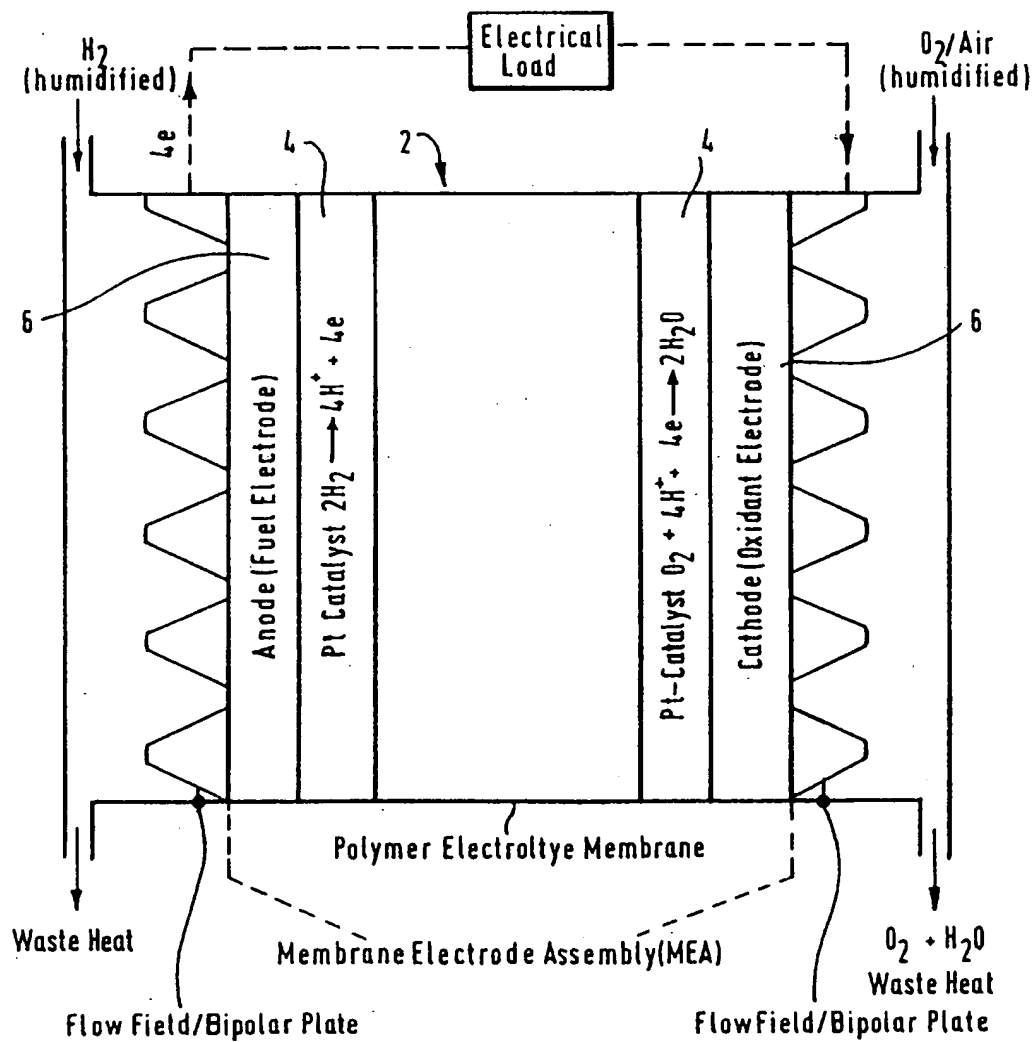 Electrical
Load
H2
(humidified)
O2/Air
(humidified)
4e
4
2
4
6
6
Anode(Fuel Electrode)
Pt Catalyst 2H2 → 4H+ + 4e
Pt-Catalyst O2 + 4H+ + 4e → 2H2O
Cathode(Oxidant Electrode)
Polymer Electroltye Membrane
Waste Heat
Membrane Electrode Assembly(MEA)
O2 + H2O
Waste Heat
Flow Field/Bipolar Plate
FlowField/Bipolar Plate